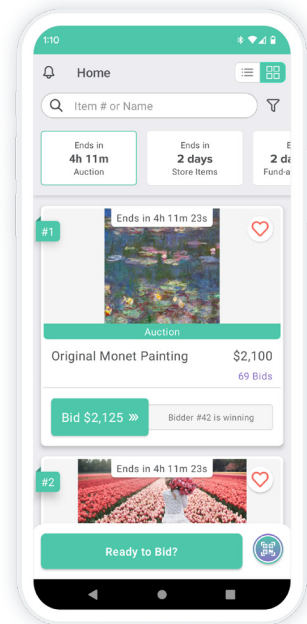 1:10
Home
Item # or Name
Ends in
4h 11m
Auction
Ends in
2 days
Store Items
E
2 da
Fund-a
#1
Ends in 4h 11m 23s
Auction
Original Monet Painting
$2,100
69 Bids
Bid $2,125 »
Bidder #42 is winning
#2
Ends in 4h 11m 23s
Ready to Bid?